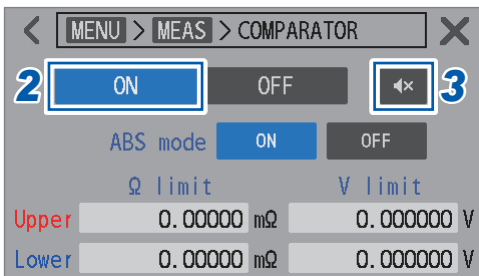 MENU > MEAS > COMPARATOR
2 ON OFF 3
ABS mode ON OFF
Ω limit V limit
Upper 0.00000 mΩ 0.000000 V
Lower 0.00000 mΩ 0.000000 V